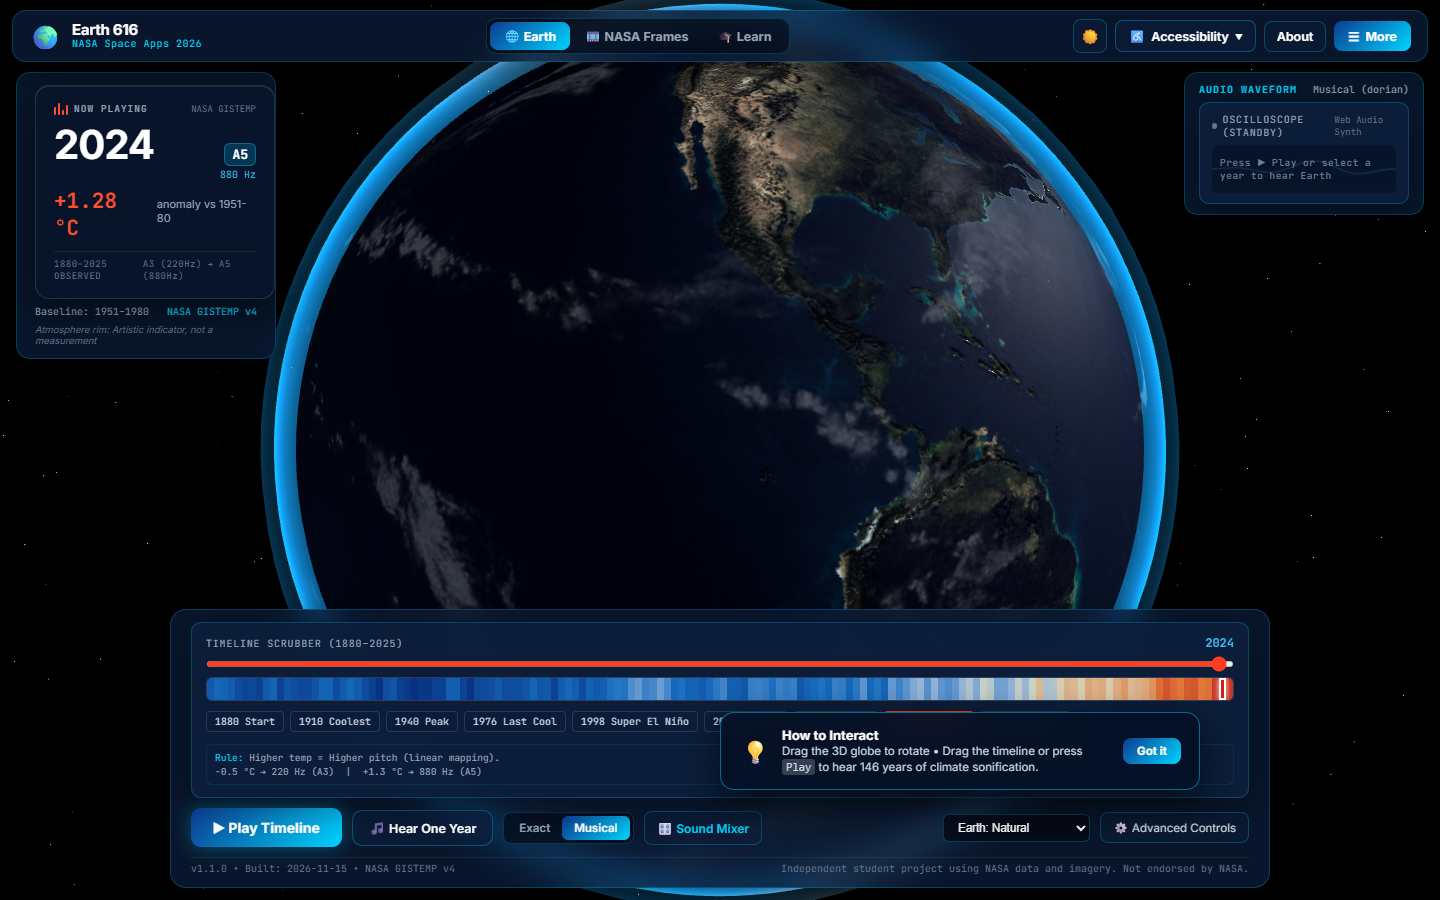 Earth 616
NASA Space Apps 2026
Earth
NASA Frames
Learn
Accessibility ▼
About
☰ More
NOW PLAYING
NASA GISTEMP
2024
A5
880 Hz
+1.28
°C
anomaly vs 1951-
80
1880–2025
OBSERVED
A3 (220Hz) → A5
(880Hz)
Baseline: 1951–1980
NASA GISTEMP v4
Atmosphere rim: Artistic indicator, not a
measurement
AUDIO WAVEFORM
Musical (dorian)
OSCILLOSCOPE
(STANDBY)
Web Audio
Synth
Press ▶ Play or select a
year to hear Earth
TIMELINE SCRUBBER (1880–2025)
2024
1880 Start
1910 Coolest
1940 Peak
1976 Last Cool
1998 Super El Niño
Rule: Higher temp = Higher pitch (linear mapping).
-0.5 °C → 220 Hz (A3) | +1.3 °C → 880 Hz (A5)
How to Interact
Drag the 3D globe to rotate • Drag the timeline or press
Play to hear 146 years of climate sonification.
Got it
▶ Play Timeline
Hear One Year
Exact
Musical
Sound Mixer
Earth: Natural
Advanced Controls
v1.1.0 • Built: 2026-11-15 • NASA GISTEMP v4
Independent student project using NASA data and imagery. Not endorsed by NASA.